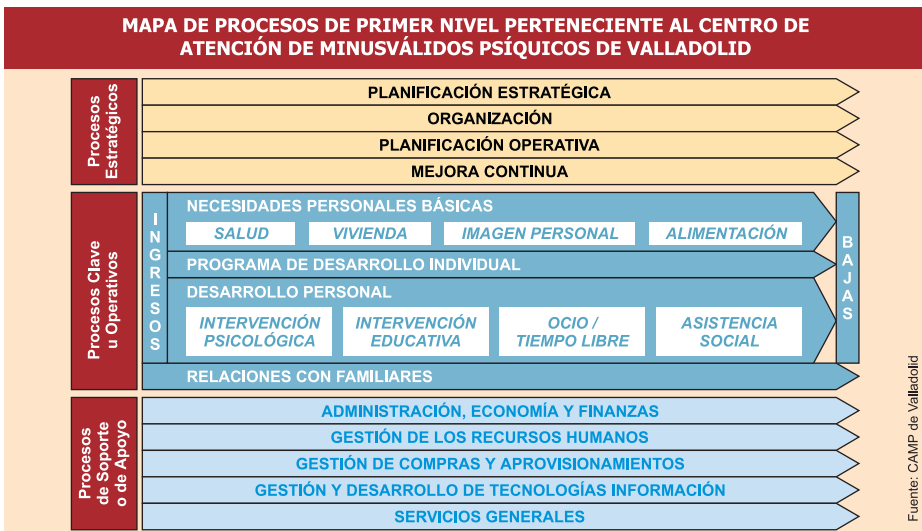 MAPA DE PROCESOS DE PRIMER NIVEL PERTENECIENTE AL CENTRO DE
ATENCIÓN DE MINUSVÁLIDOS PSÍQUICOS DE VALLADOLID
Procesos
Estratégicos
PLANIFICACIÓN ESTRATÉGICA
ORGANIZACIÓN
PLANIFICACIÓN OPERATIVA
MEJORA CONTINUA
Procesos Clave
u Operativos
INGRESOS
NECESIDADES PERSONALES BÁSICAS
SALUD
VIVIENDA
IMAGEN PERSONAL
ALIMENTACIÓN
PROGRAMA DE DESARROLLO INDIVIDUAL
DESARROLLO PERSONAL
INTERVENCIÓN
PSICOLÓGICA
INTERVENCIÓN
EDUCATIVA
OCIO /
TIEMPO LIBRE
ASISTENCIA
SOCIAL
BAJAS
RELACIONES CON FAMILIARES
Procesos
de Soporte
o de Apoyo
ADMINISTRACIÓN, ECONOMÍA Y FINANZAS
GESTIÓN DE LOS RECURSOS HUMANOS
GESTIÓN DE COMPRAS Y APROVISIONAMIENTOS
GESTIÓN Y DESARROLLO DE TECNOLOGÍAS INFORMACIÓN
SERVICIOS GENERALES
Fuente: CAMP de Valladolid